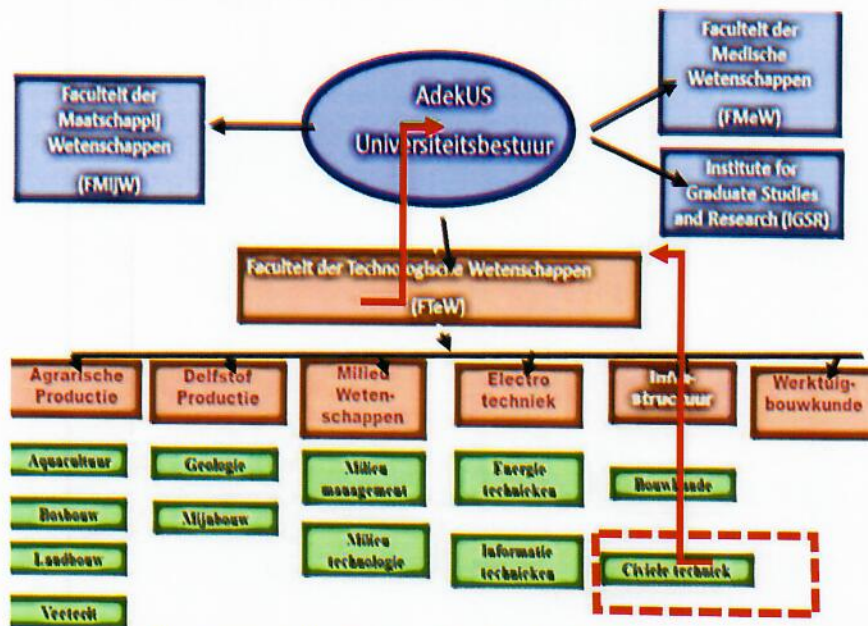 AdekUS
Universiteitsbestuur
Faculteit der
Maatschappij
Wetenschappen
(FMijW)
Faculteit der
Medische
Wetenschappen
(FMeW)
Institute for
Graduate Studies
and Research (IGSR)
Faculteit der Technologische Wetenschappen
(FTeW)
Agrarische
Productie
Delfstof
Productie
Milieu
Weten-
schappen
Electro
techniek
Infra-
structuur
Werktuig-
bouwkunde
Aquacultuur
Bosbouw
Landbouw
Veeteelt
Geologie
Mijnbouw
Milieu
management
Milieu
technologie
Energie
technieken
Informatie
technieken
Bouwkunde
Civiele techniek